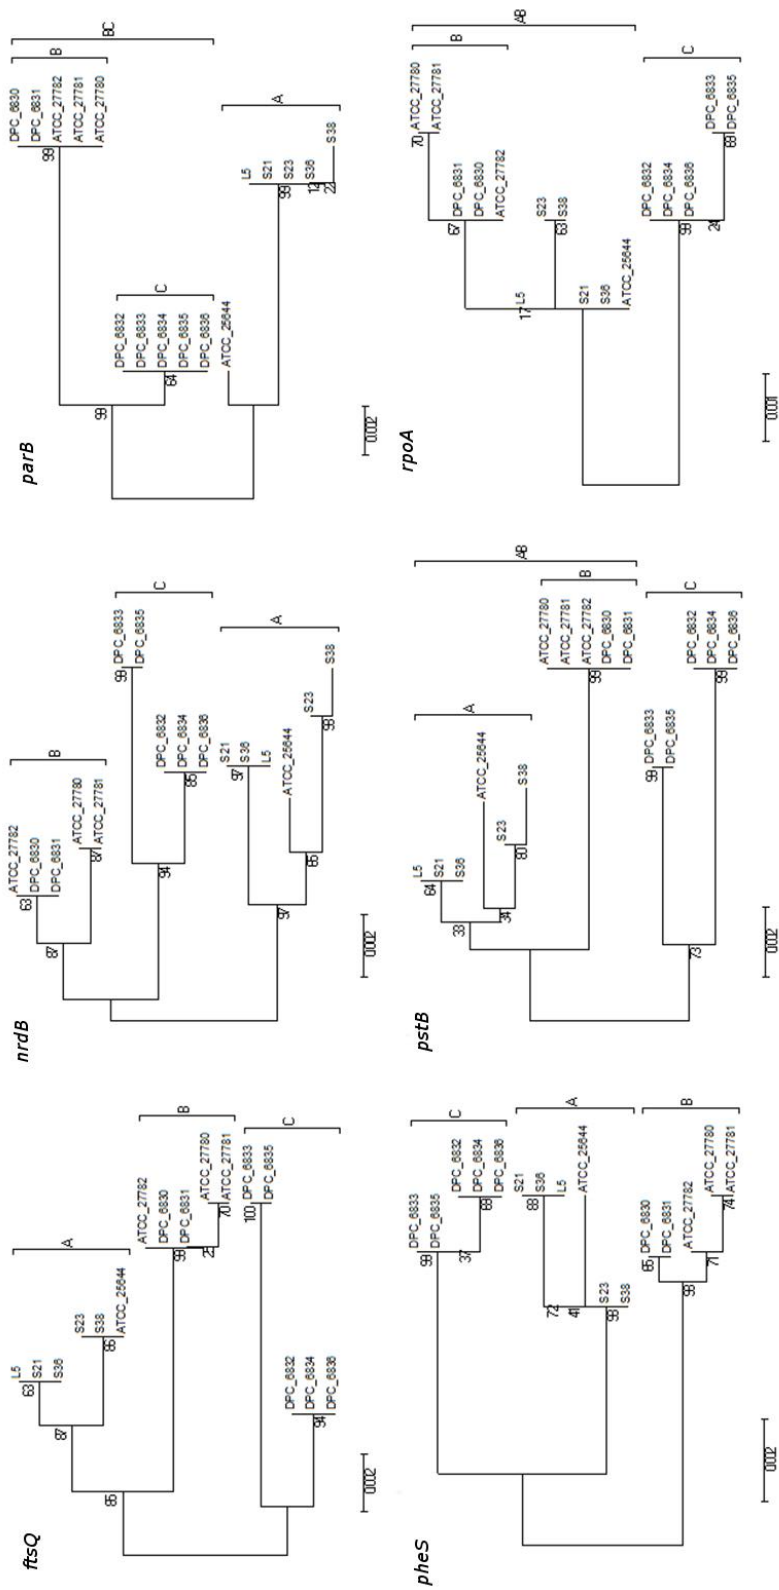 ftsQ
L5
S21
S36
63
87
S23
S38
ATCC_25644
86
A
85
ATCC_27782
DPC_6830
DPC_6831
99
ATCC_27780
ATCC_27781
70
25
B
DPC_6833
DPC_6835
100
DPC_6832
DPC_6834
DPC_6836
94
C
0.002
nrdB
ATCC_27782
DPC_6830
DPC_6831
63
87
ATCC_27780
ATCC_27781
87
B
DPC_6833
DPC_6835
99
94
DPC_6832
DPC_6834
DPC_6836
85
C
S21
S36
L5
97
ATCC_25644
S23
S38
99
65
97
A
0.002
parB
DPC_6830
DPC_6831
ATCC_27782
ATCC_27781
ATCC_27780
99
B
BC
99
DPC_6832
DPC_6833
DPC_6834
DPC_6835
DPC_6836
64
C
ATCC_25644
L5
S21
S23
S36
S38
99
12
22
A
0.002
pheS
DPC_6833
DPC_6835
99
DPC_6832
DPC_6834
DPC_6836
69
37
C
S21
S36
L5
88
ATCC_25644
72
41
S23
S38
98
A
DPC_6830
DPC_6831
65
ATCC_27782
ATCC_27780
ATCC_27781
74
71
98
B
0.002
pstB
L5
S21
S36
64
33
ATCC_25644
S23
S38
80
34
A
AB
ATCC_27780
ATCC_27781
ATCC_27782
DPC_6830
DPC_6831
99
B
DPC_6833
DPC_6835
99
73
DPC_6832
DPC_6834
DPC_6836
99
C
0.002
rpoA
ATCC_27780
ATCC_27781
70
DPC_6831
DPC_6830
ATCC_27782
67
B
AB
L5
17
S23
S38
63
S21
S36
ATCC_25644
DPC_6832
DPC_6834
DPC_6836
99
DPC_6833
DPC_6835
69
24
C
0.001